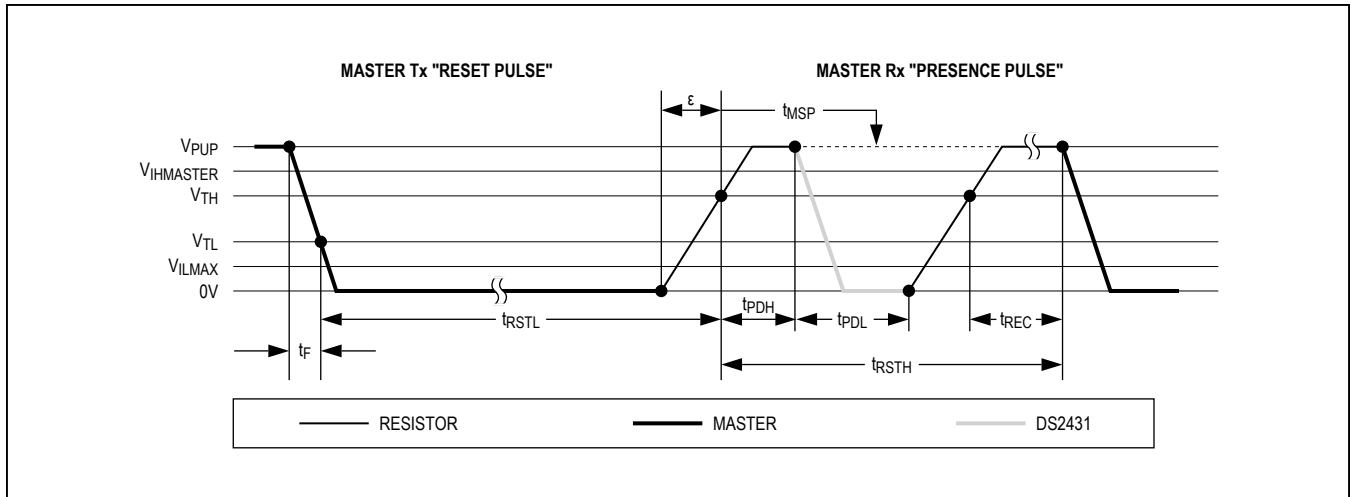 MASTER Tx "RESET PULSE" MASTER Rx "PRESENCE PULSE"
ε tMSP
VPUP
VIHMASTER
VTH
VTL
VILMAX
0V
tRSTL tPDH tPDL tREC
tF tRSTH
RESISTOR MASTER DS2431